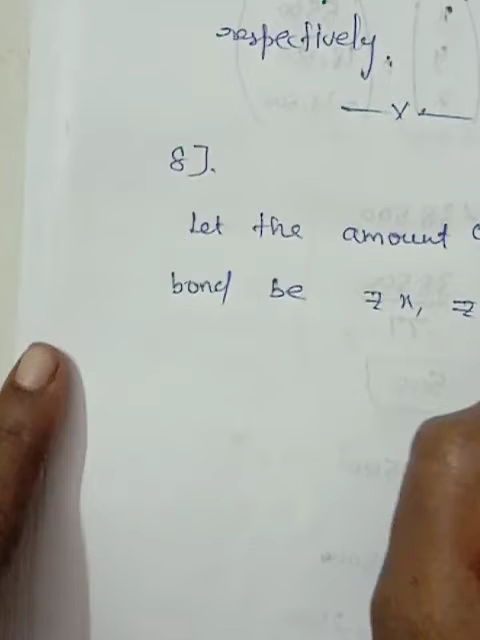 respectively.
— x —
8].
Let the amount
bond be ₹ x, ₹